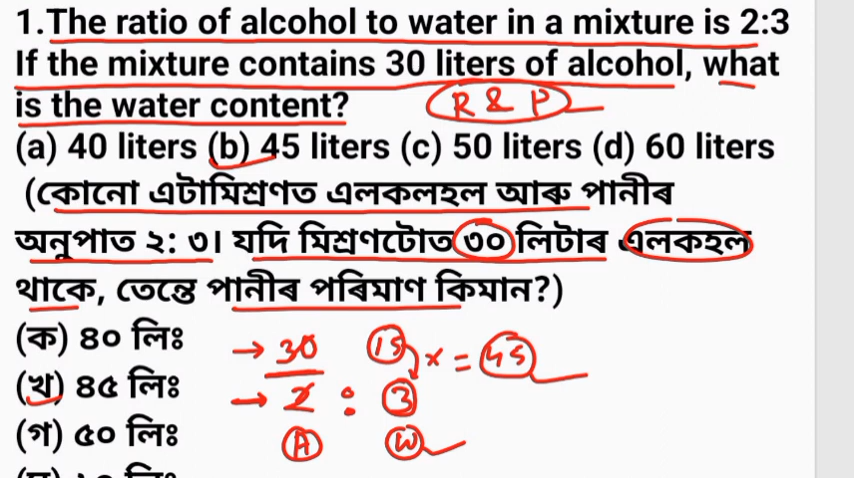 1.The ratio of alcohol to water in a mixture is 2:3
If the mixture contains 30 liters of alcohol, what
is the water content? R & P
(a) 40 liters (b) 45 liters (c) 50 liters (d) 60 liters
(কোনো এটামিশ্ৰণত এলকলহল আৰু পানীৰ
অনুপাত ২: ৩। যদি মিশ্ৰণটোত ৩০ লিটাৰ এলকহল
থাকে, তেন্তে পানীৰ পৰিমাণ কিমান?)
(ক) ৪০ লিঃ
→ 30 15 x = 45
(খ) ৪৫ লিঃ
→ 2 : 3
(গ) ৫০ লিঃ
A W